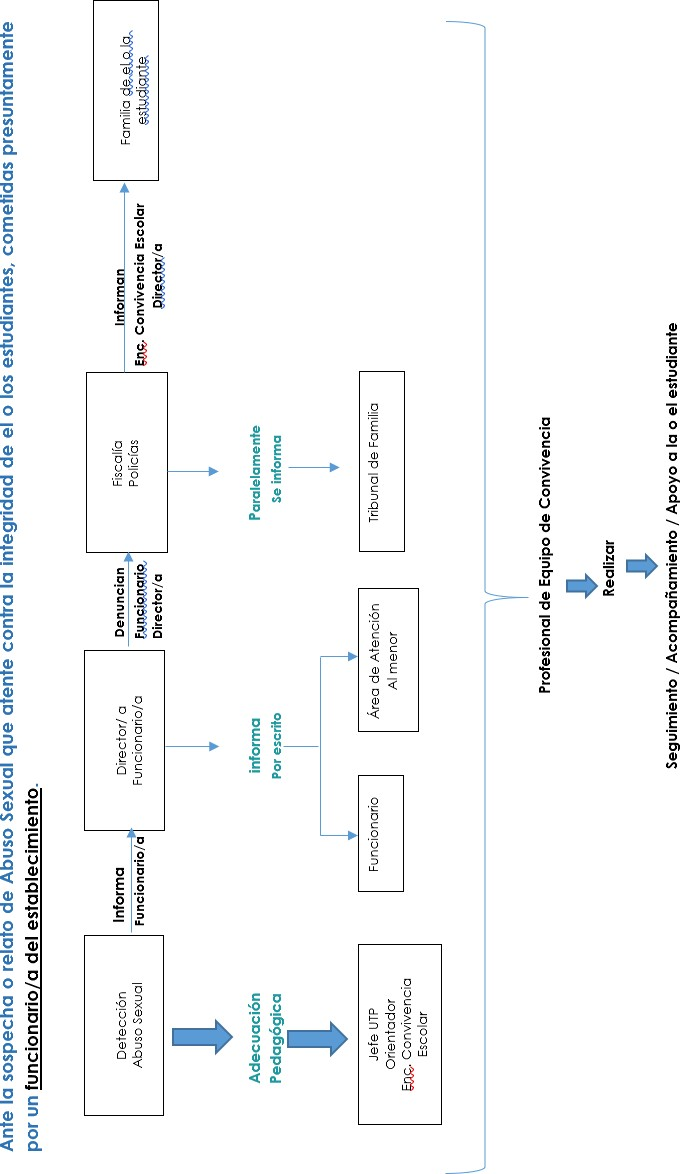 Ante la sospecha o relato de Abuso Sexual que atente contra la integridad de el o los estudiantes, cometidas presuntamente
por un funcionario/a del establecimiento.
Detección
Abuso Sexual
Informa
Funcionario/a
Director/ a
Funcionario/a
Denuncian
Funcionario
Director/a
Fiscalía
Policías
Informan
Enc. Convivencia Escolar
Director/a
Familia de el o la
estudiante
Adecuación
Pedagógica
informa
Por escrito
Paralelamente
Se informa
Jefe UTP
Orientador
Enc. Convivencia
Escolar
Funcionario
Área de Atención
Al menor
Tribunal de Familia
Profesional de Equipo de Convivencia
Realizar
Seguimiento / Acompañamiento / Apoyo a la o el estudiante